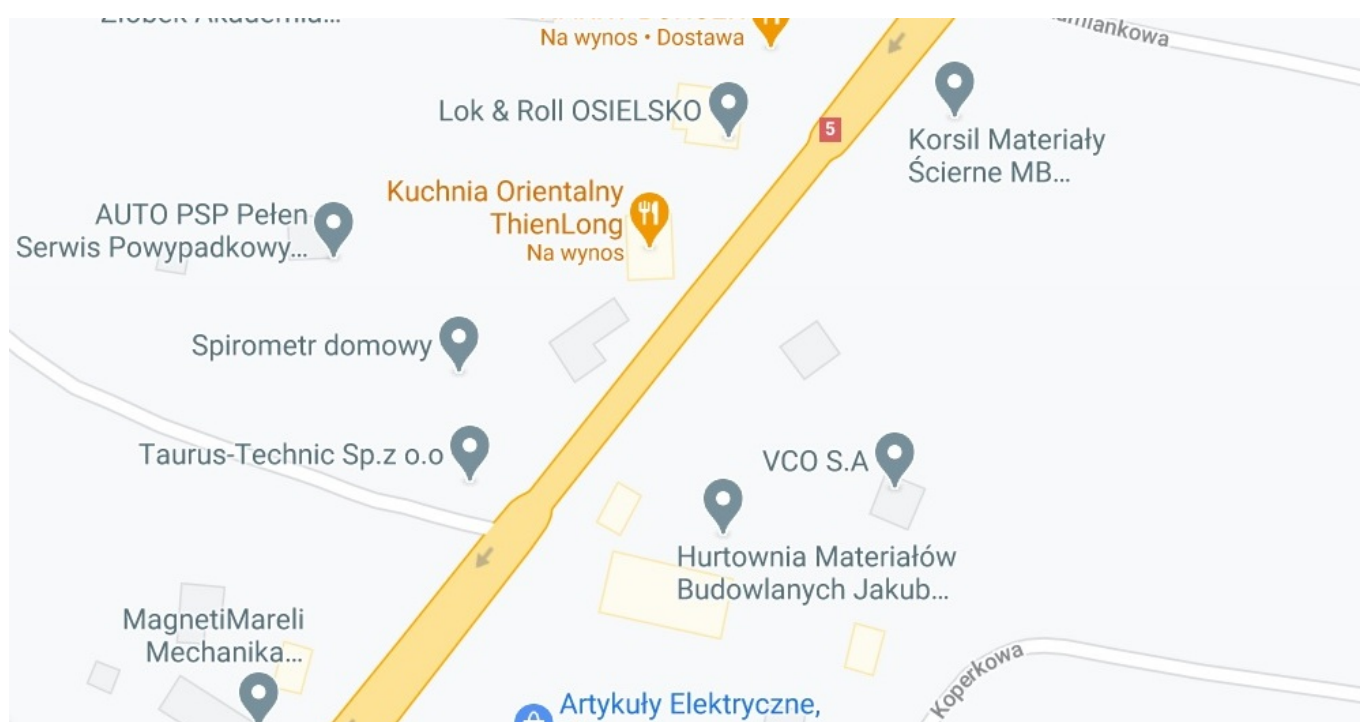 Na wynos • Dostawa
Lok & Roll OSIELSKO
5
Korsil Materiały
Ścierne MB...
Kuchnia Orientalny
ThienLong
Na wynos
AUTO PSP Pełen
Serwis Powypadkowy...
Spirometr domowy
Taurus-Technic Sp.z o.o
VCO S.A
Hurtownia Materiałów
Budowlanych Jakub...
MagnetiMareli
Mechanika...
Koperkowa
Artykuły Elektryczne,